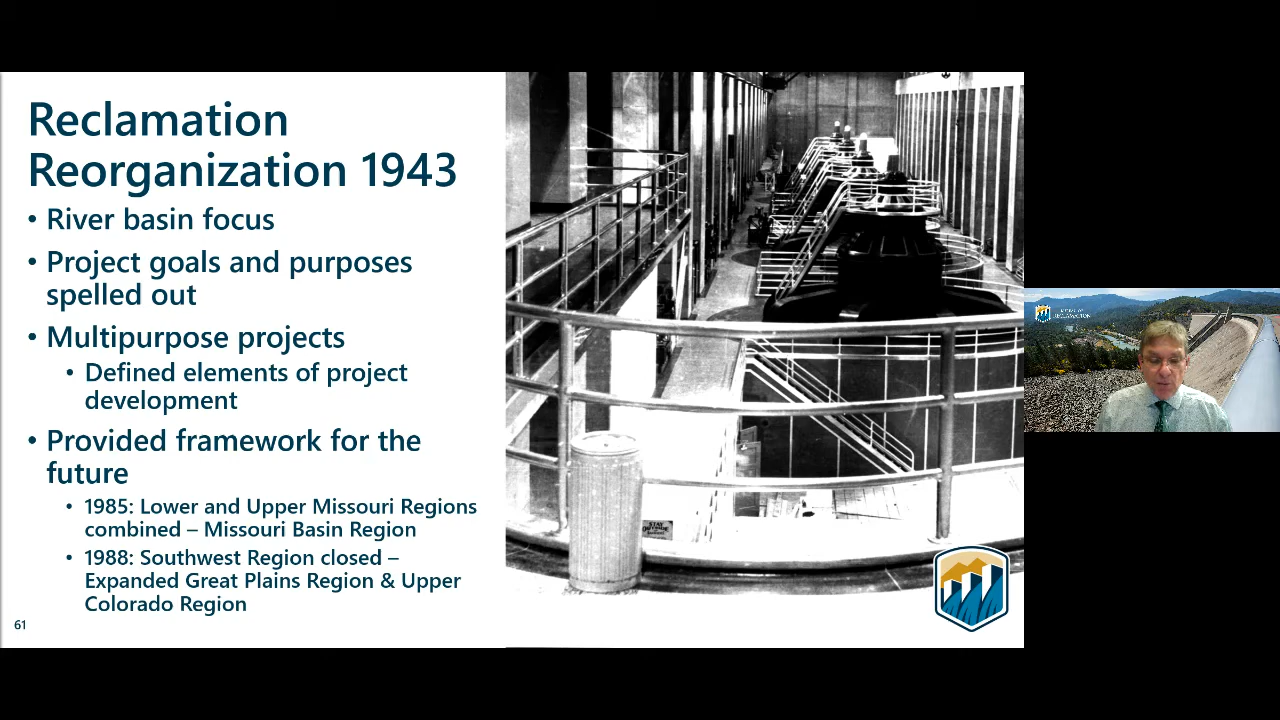 Reclamation
Reorganization 1943
• River basin focus
• Project goals and purposes
spelled out
• Multipurpose projects
• Defined elements of project
development
• Provided framework for the
future
• 1985: Lower and Upper Missouri Regions
combined – Missouri Basin Region
• 1988: Southwest Region closed –
Expanded Great Plains Region & Upper
Colorado Region
61
STAY
RECLAMATION